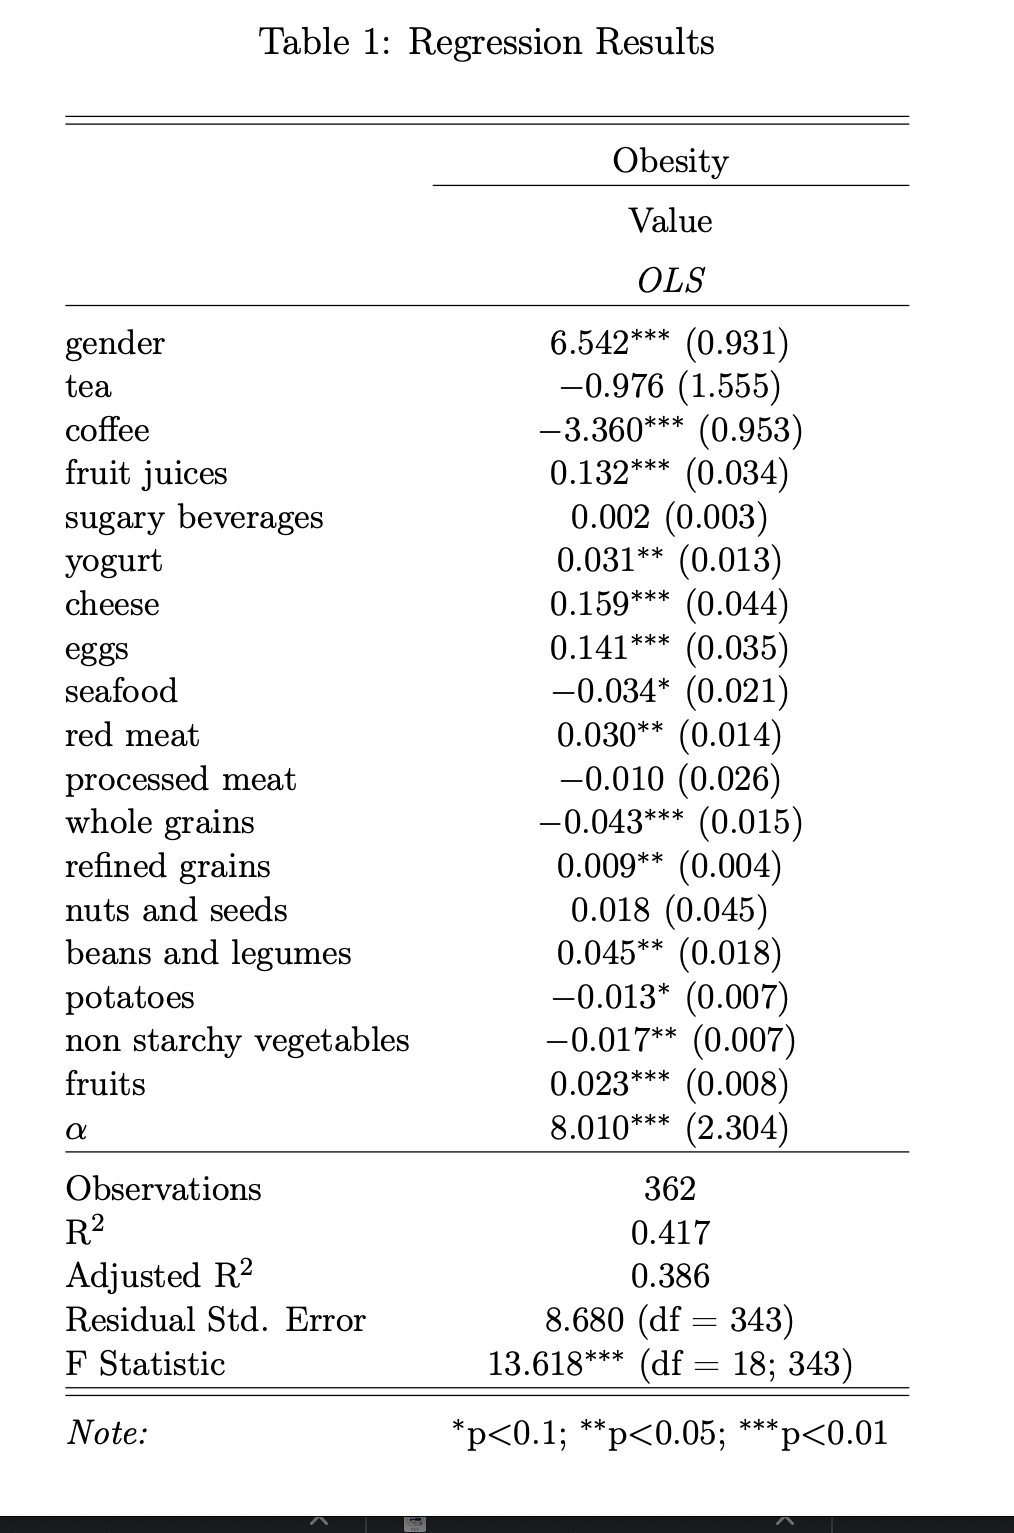 Table 1: Regression Results
Obesity
Value
OLS
gender 6.542*** (0.931)
tea −0.976 (1.555)
coffee −3.360*** (0.953)
fruit juices 0.132*** (0.034)
sugary beverages 0.002 (0.003)
yogurt 0.031** (0.013)
cheese 0.159*** (0.044)
eggs 0.141*** (0.035)
seafood −0.034* (0.021)
red meat 0.030** (0.014)
processed meat −0.010 (0.026)
whole grains −0.043*** (0.015)
refined grains 0.009** (0.004)
nuts and seeds 0.018 (0.045)
beans and legumes 0.045** (0.018)
potatoes −0.013* (0.007)
non starchy vegetables −0.017** (0.007)
fruits 0.023*** (0.008)
α 8.010*** (2.304)
Observations 362
R² 0.417
Adjusted R² 0.386
Residual Std. Error 8.680 (df = 343)
F Statistic 13.618*** (df = 18; 343)
Note: *p<0.1; **p<0.05; ***p<0.01